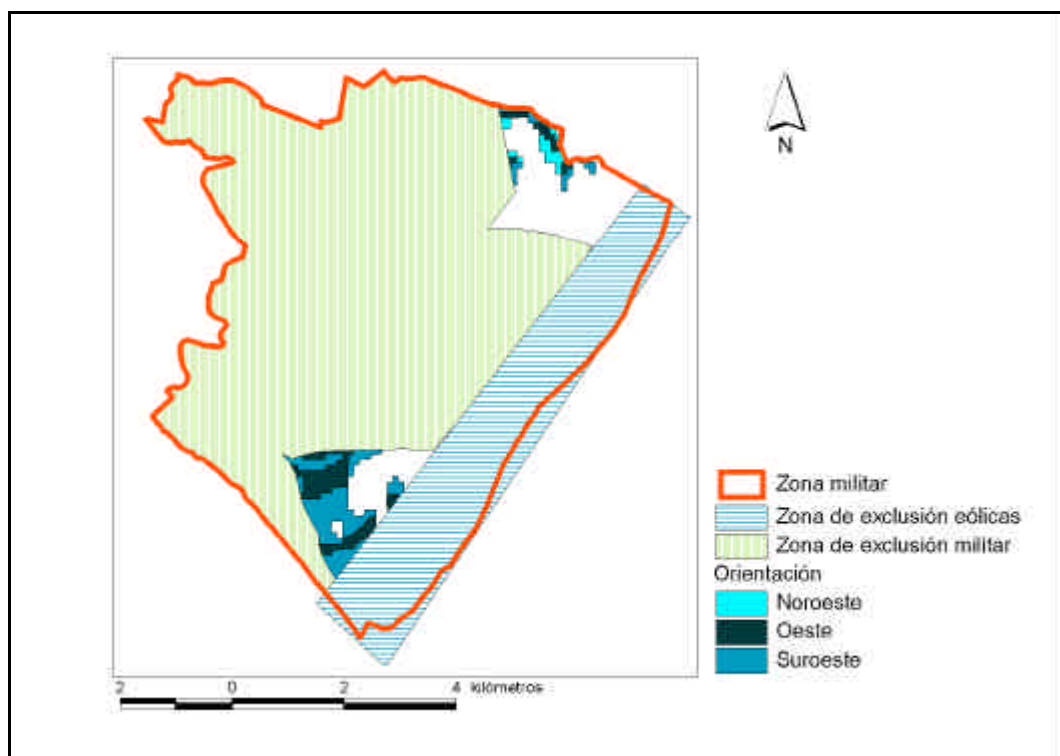 N
Zona militar
Zona de exclusión eólicas
Zona de exclusión militar
Orientación
Noroeste
Oeste
Suroeste
2 0 2 4 kilómetros